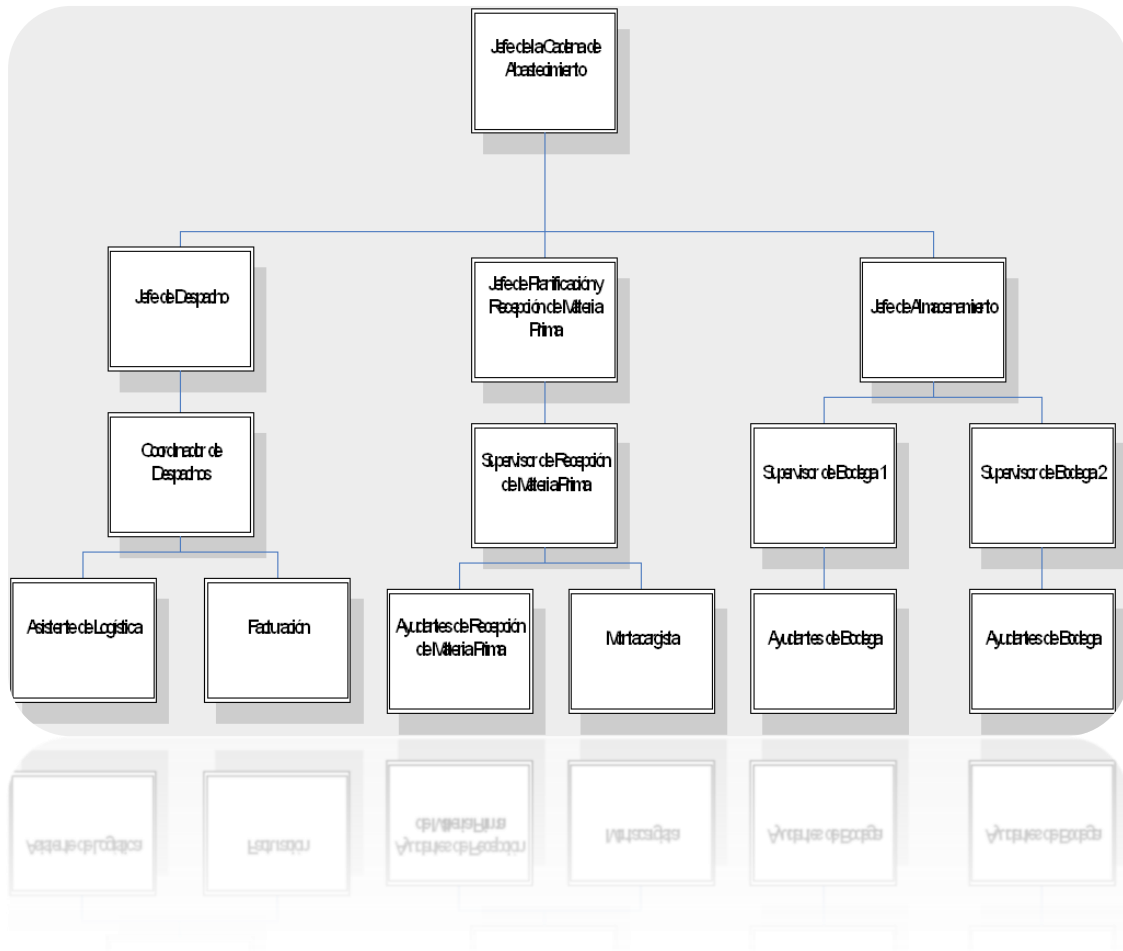 Jefe de la Cadena de
Abastecimiento
Jefe de Despacho
Jefe de Planificación y
Recepción de Materia
Prima
Jefe de Almacenamiento
Coordinador de
Despachos
Supervisor de Recepción
de Materia Prima
Supervisor de Bodega 1
Supervisor de Bodega 2
Asistente de Logística
Facturación
Ayudantes de Recepción
de Materia Prima
Montacargista
Ayudantes de Bodega
Ayudantes de Bodega